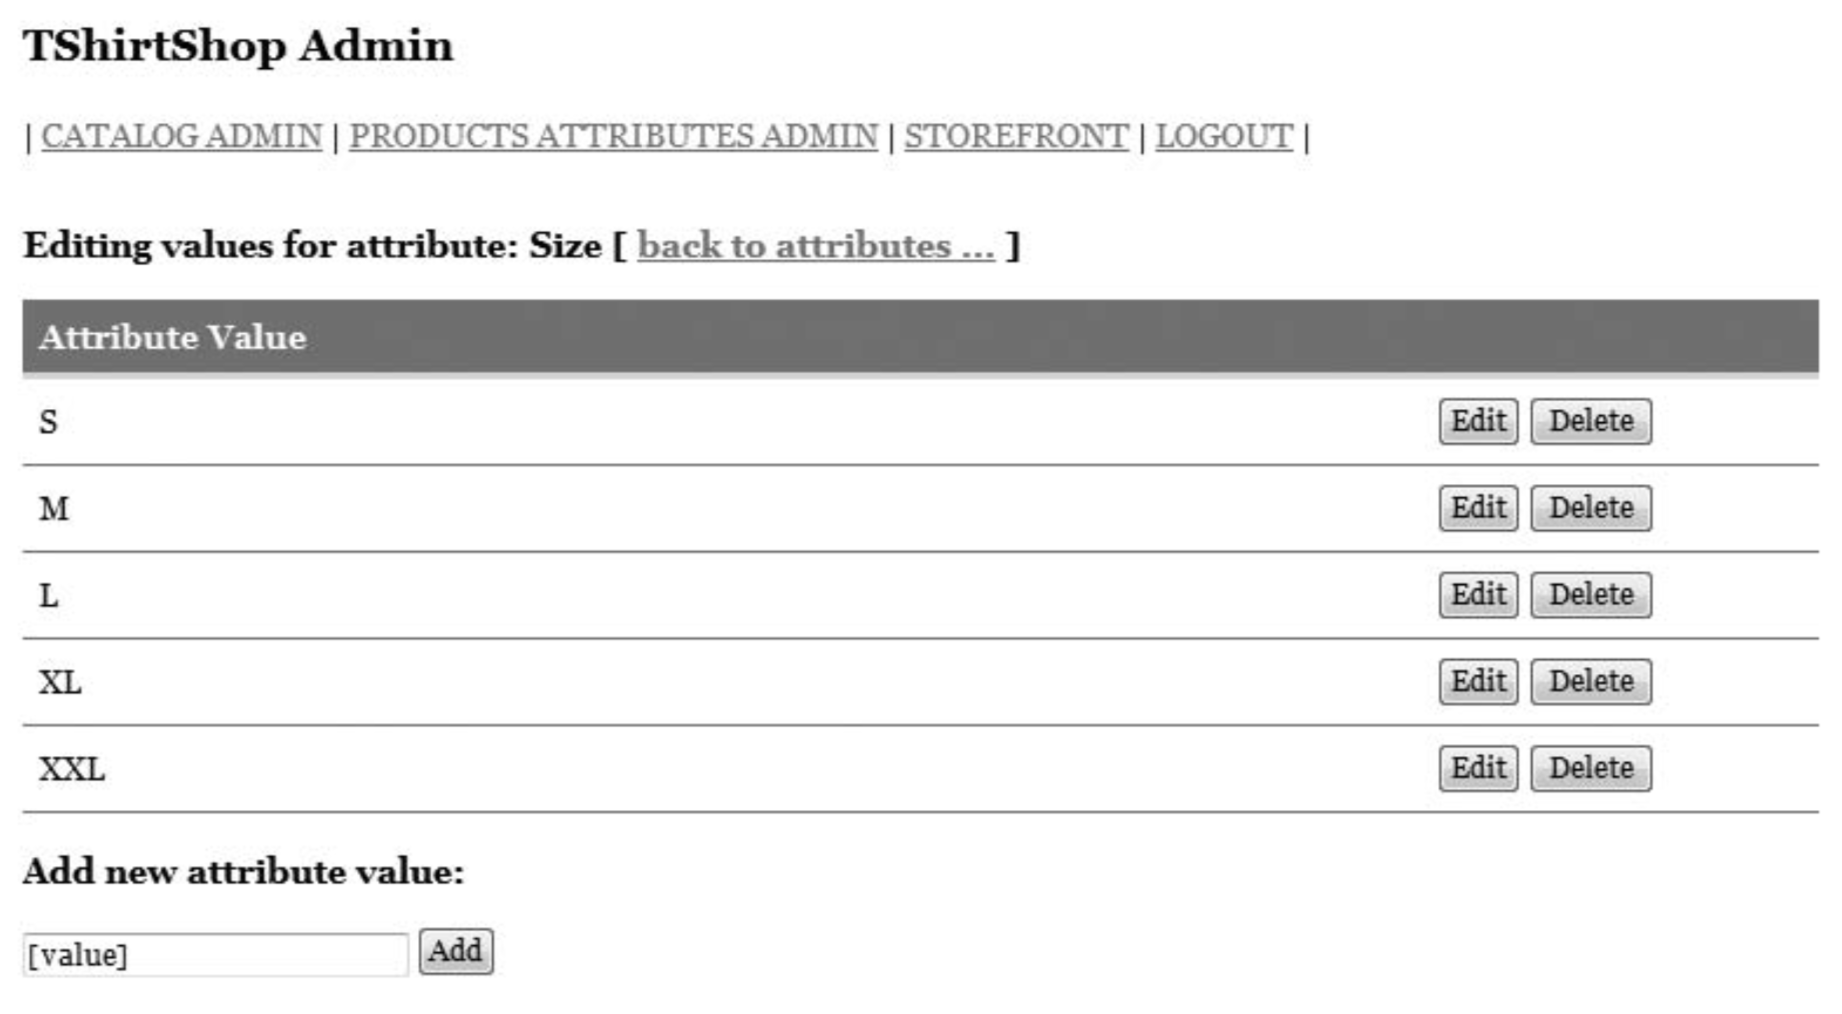 TShirtShop Admin
| CATALOG ADMIN | PRODUCTS ATTRIBUTES ADMIN | STOREFRONT | LOGOUT |
Editing values for attribute: Size [ back to attributes ... ]
Attribute Value
S Edit Delete
M Edit Delete
L Edit Delete
XL Edit Delete
XXL Edit Delete
Add new attribute value:
[value] Add